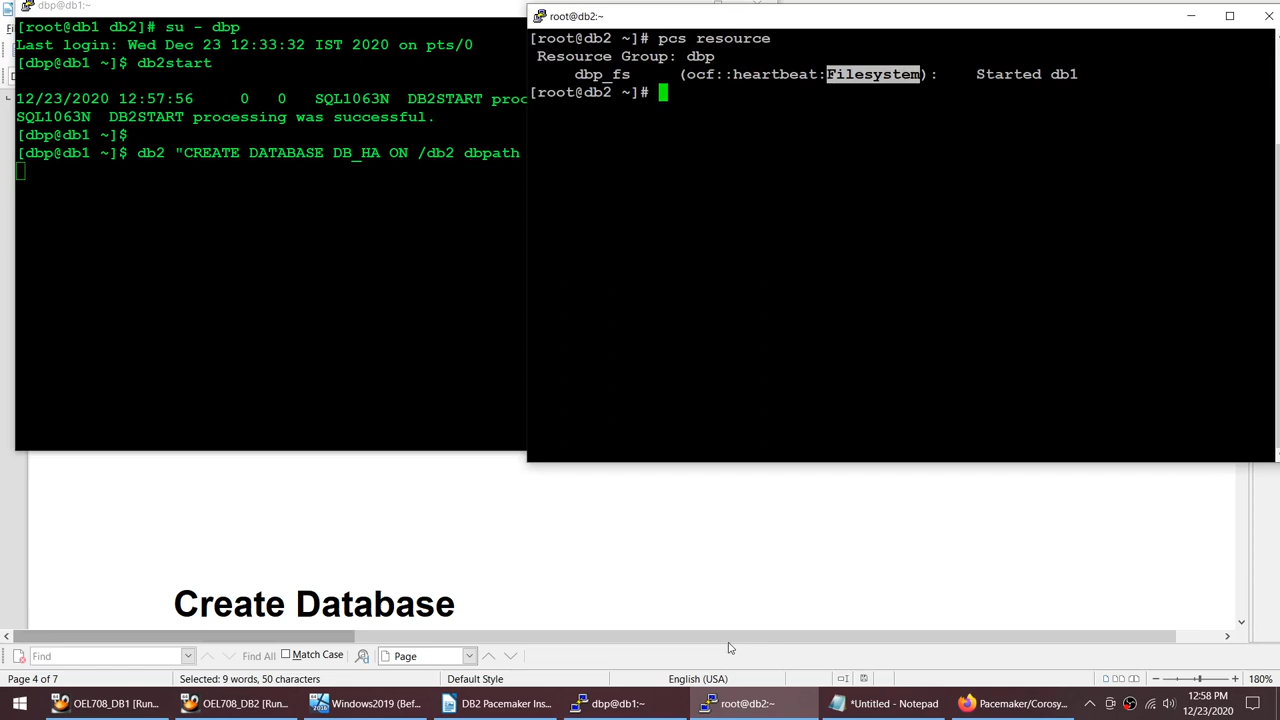 dbp@db1:~
[root@db1 db2]# su - dbp
Last login: Wed Dec 23 12:33:32 IST 2020 on pts/0
[dbp@db1 ~]$ db2start
12/23/2020 12:57:56     0   0   SQL1063N  DB2START proc
SQL1063N  DB2START processing was successful.
[dbp@db1 ~]$
[dbp@db1 ~]$ db2 "CREATE DATABASE DB_HA ON /db2 dbpath
root@db2:~
[root@db2 ~]# pcs resource
Resource Group: dbp
dbp_fs     (ocf::heartbeat:Filesystem):    Started db1
[root@db2 ~]#
Create Database
Find
Find All
Match Case
Page
Page 4 of 7
Selected: 9 words, 50 characters
Default Style
English (USA)
180%
OEL708_DB1 [Run...
OEL708_DB2 [Run...
Windows2019 (Bef...
DB2 Pacemaker Ins...
dbp@db1:~
root@db2:~
*Untitled - Notepad
Pacemaker/Corosy...
12:58 PM
12/23/2020